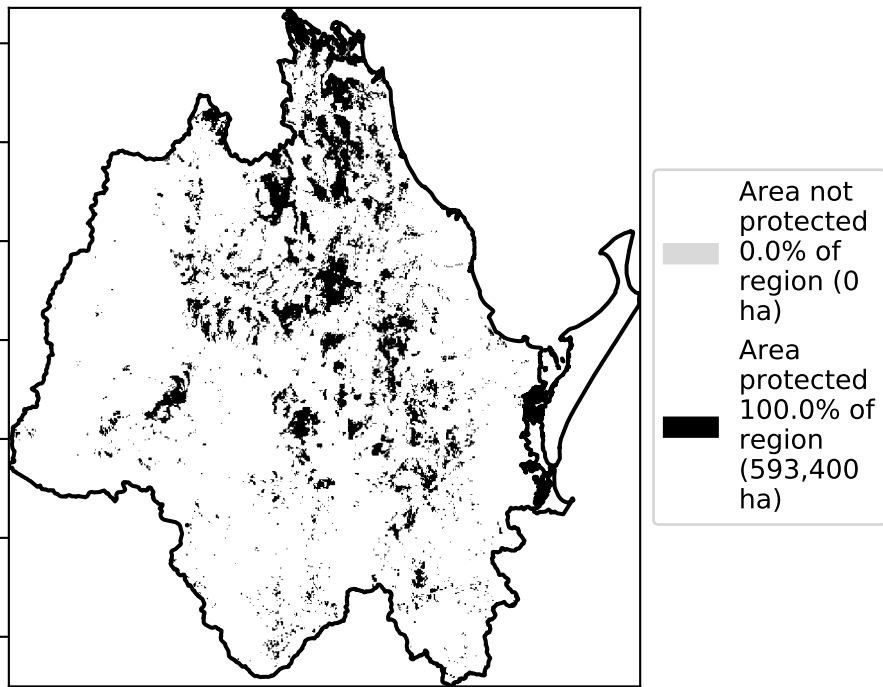 Area not
protected
0.0% of
region (0
ha)
Area
protected
100.0% of
region
(593,400
ha)